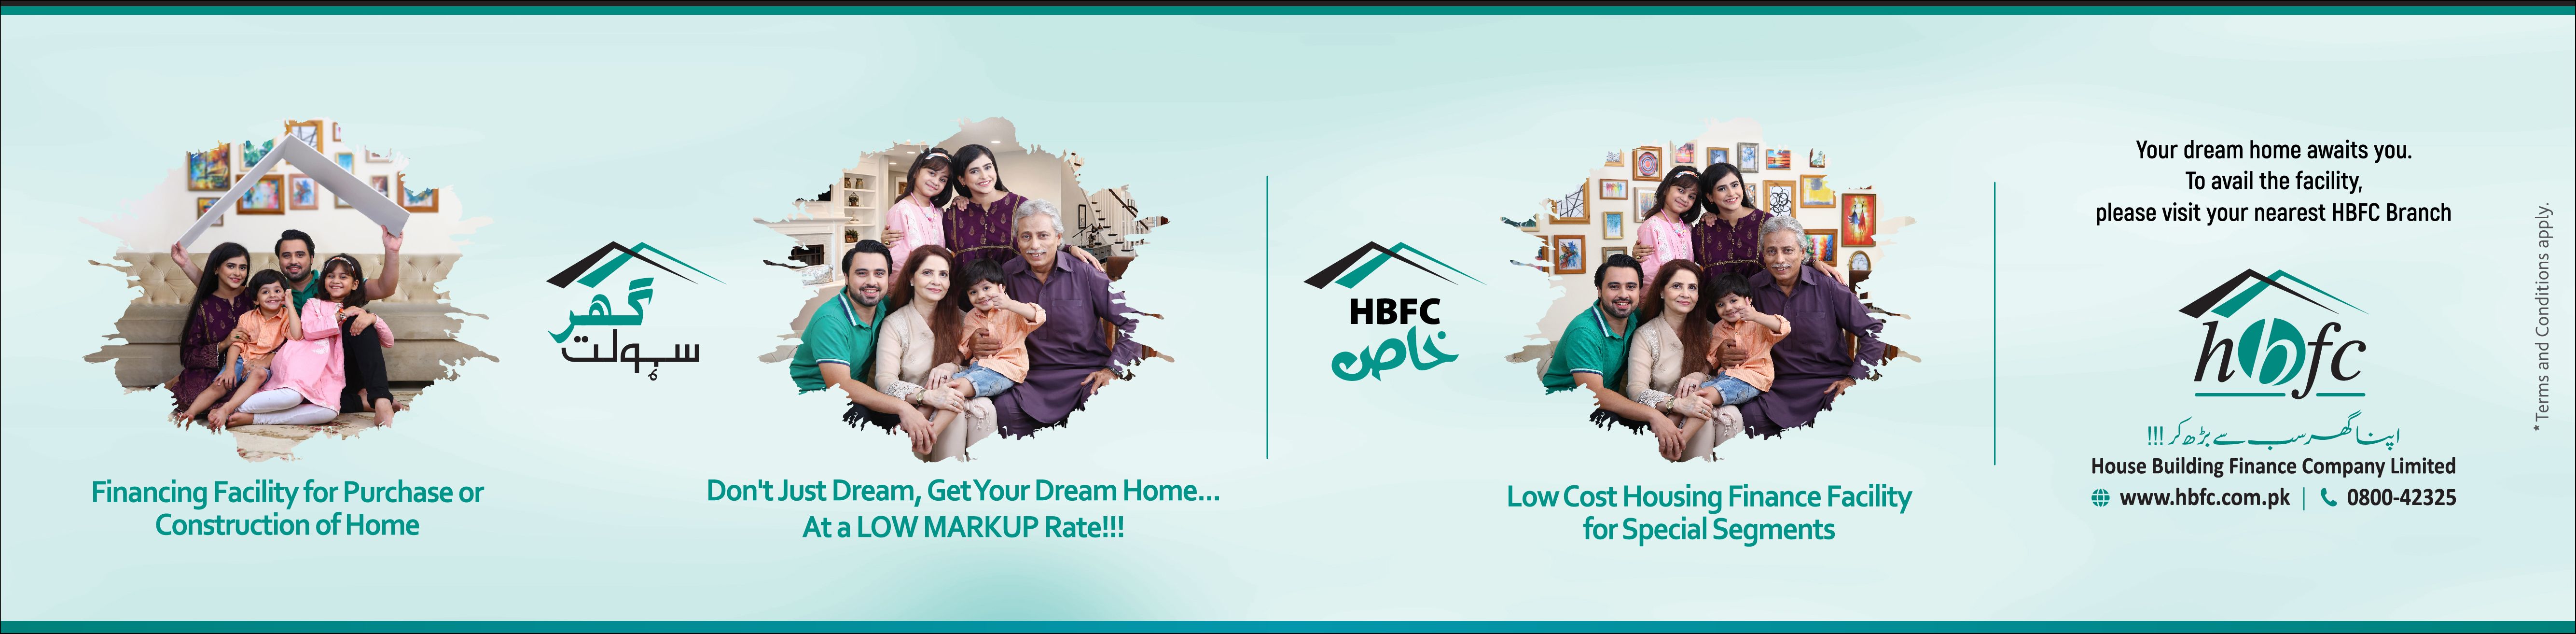 Financing Facility for Purchase or
Construction of Home
گھر
سہولت
Don't Just Dream, Get Your Dream Home...
At a LOW MARKUP Rate!!!
HBFC
خاص
Low Cost Housing Finance Facility
for Special Segments
Your dream home awaits you.
To avail the facility,
please visit your nearest HBFC Branch
hbfc
اپنا گھر سب سے بڑھ کر !!!
House Building Finance Company Limited
www.hbfc.com.pk | 0800-42325
*Terms and Conditions apply.